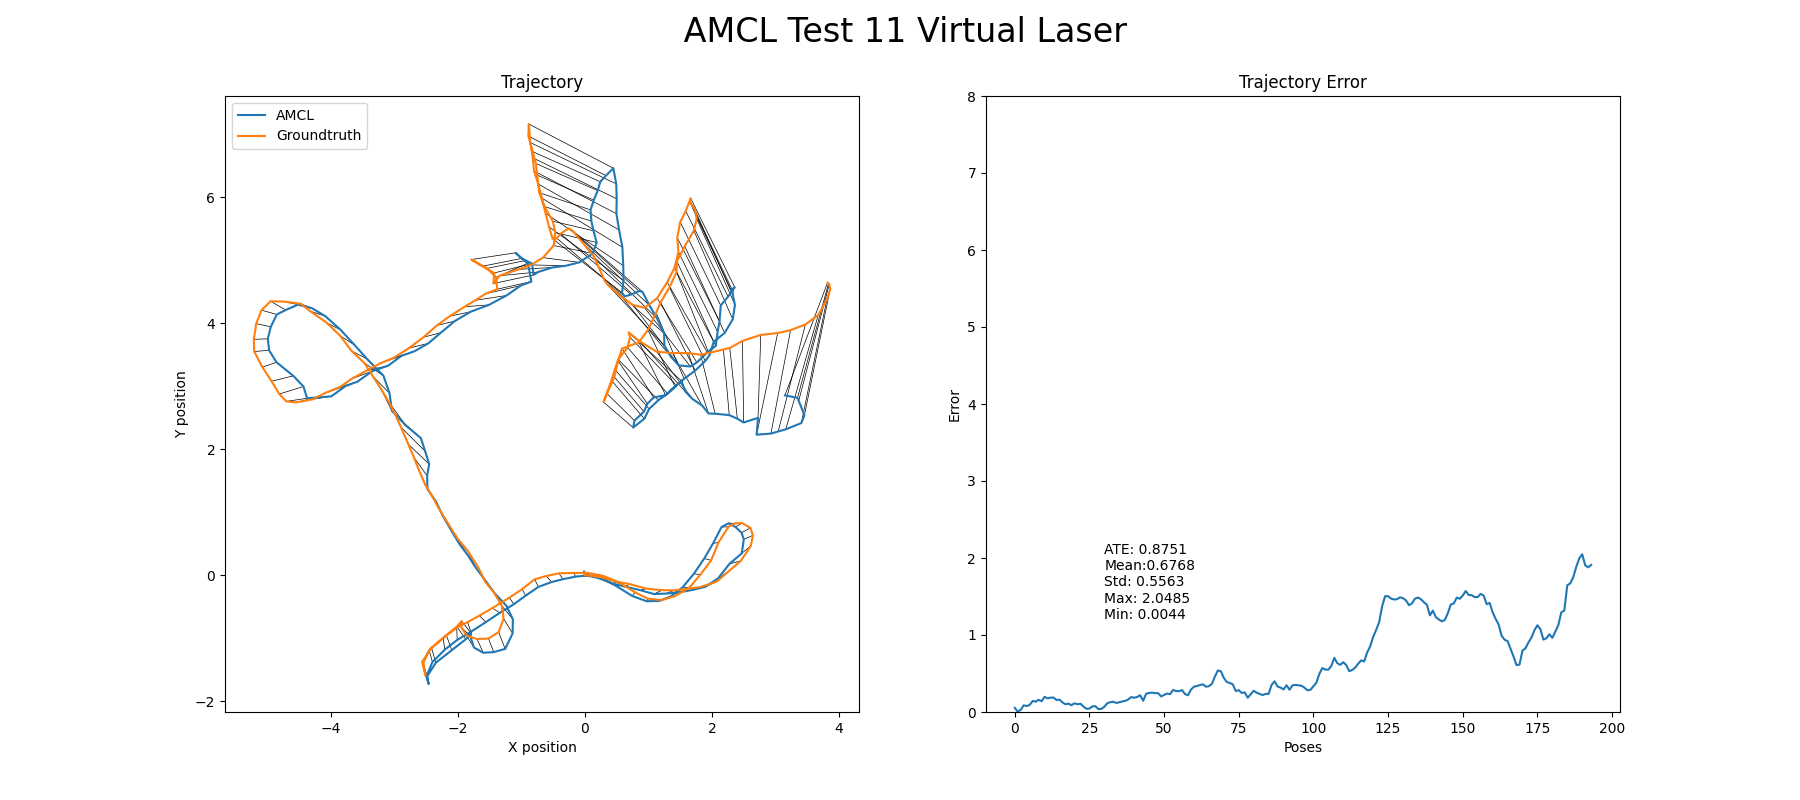 AMCL Test 11 Virtual Laser
Trajectory
AMCL
Groundtruth
6
4
2
0
−2
Y position
−4
−2
0
2
4
X position
Trajectory Error
8
7
6
5
4
3
2
1
0
Error
ATE: 0.8751
Mean:0.6768
Std: 0.5563
Max: 2.0485
Min: 0.0044
0
25
50
75
100
125
150
175
200
Poses